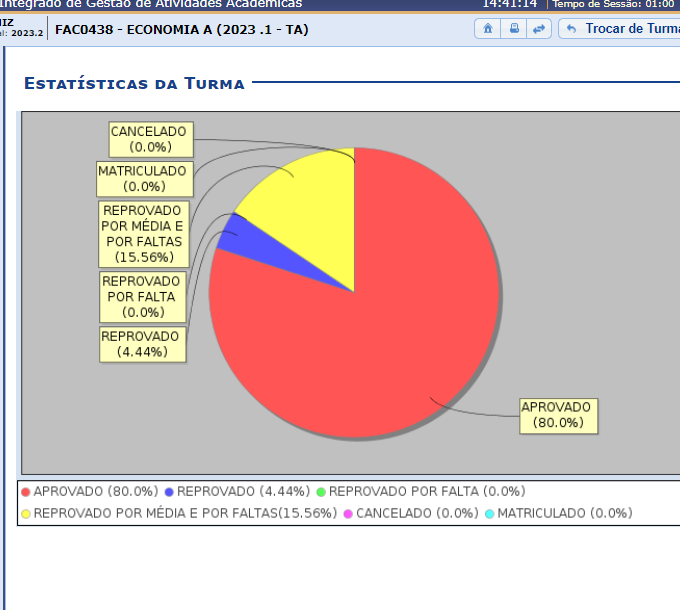 Integrado de Gestão de Atividades Acadêmicas 14:41:14 Tempo de Sessão: 01:00
NIZ
al: 2023.2
FAC0438 - ECONOMIA A (2023 .1 - TA)
Trocar de Turma
Estatísticas da Turma
CANCELADO
(0.0%)
MATRICULADO
(0.0%)
REPROVADO
POR MÉDIA E
POR FALTAS
(15.56%)
REPROVADO
POR FALTA
(0.0%)
REPROVADO
(4.44%)
APROVADO
(80.0%)
APROVADO (80.0%) REPROVADO (4.44%) REPROVADO POR FALTA (0.0%)
REPROVADO POR MÉDIA E POR FALTAS(15.56%) CANCELADO (0.0%) MATRICULADO (0.0%)